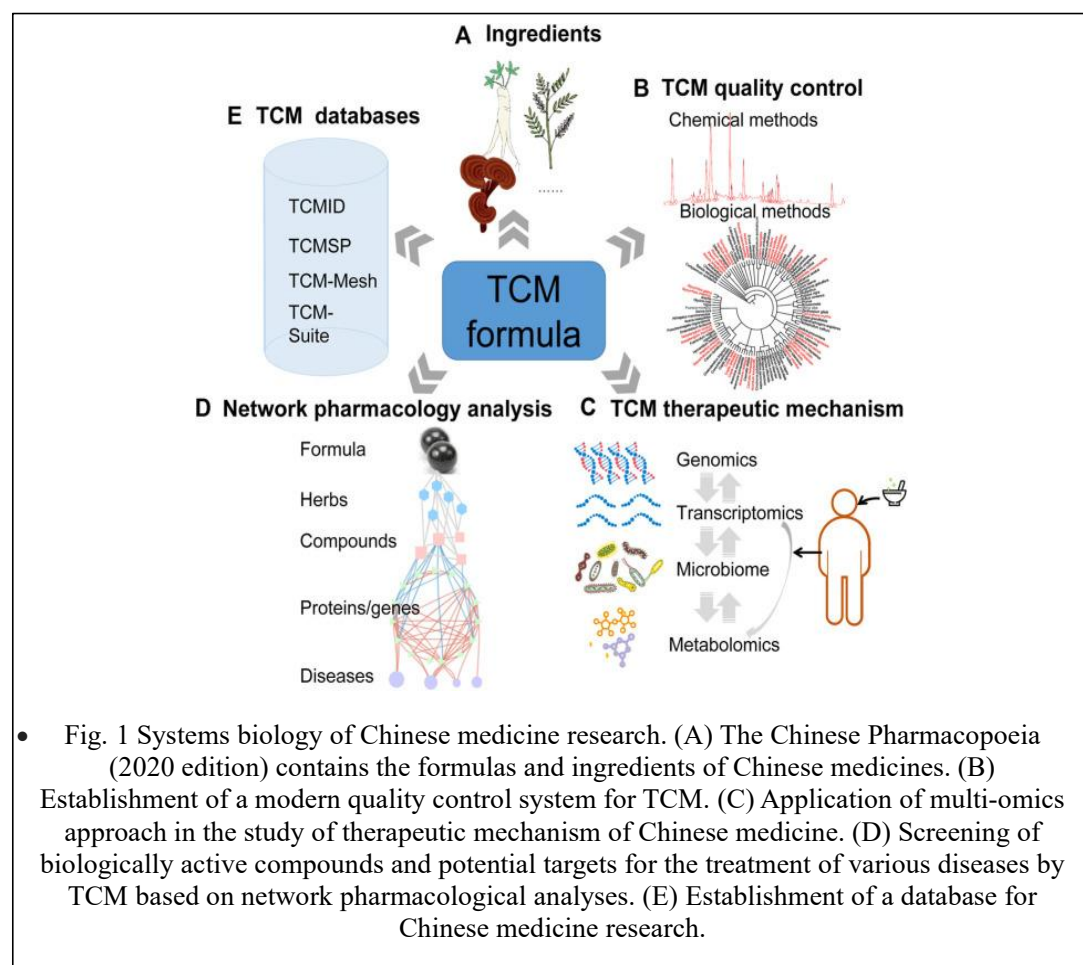 A Ingredients
......
B TCM quality control
Chemical methods
Biological methods
E TCM databases
TCMID
TCMSP
TCM-Mesh
TCM-
Suite
TCM
formula
D Network pharmacology analysis
Formula
Herbs
Compounds
Proteins/genes
Diseases
C TCM therapeutic mechanism
Genomics
Transcriptomics
Microbiome
Metabolomics
• Fig. 1 Systems biology of Chinese medicine research. (A) The Chinese Pharmacopoeia
(2020 edition) contains the formulas and ingredients of Chinese medicines. (B)
Establishment of a modern quality control system for TCM. (C) Application of multi-omics
approach in the study of therapeutic mechanism of Chinese medicine. (D) Screening of
biologically active compounds and potential targets for the treatment of various diseases by
TCM based on network pharmacological analyses. (E) Establishment of a database for
Chinese medicine research.